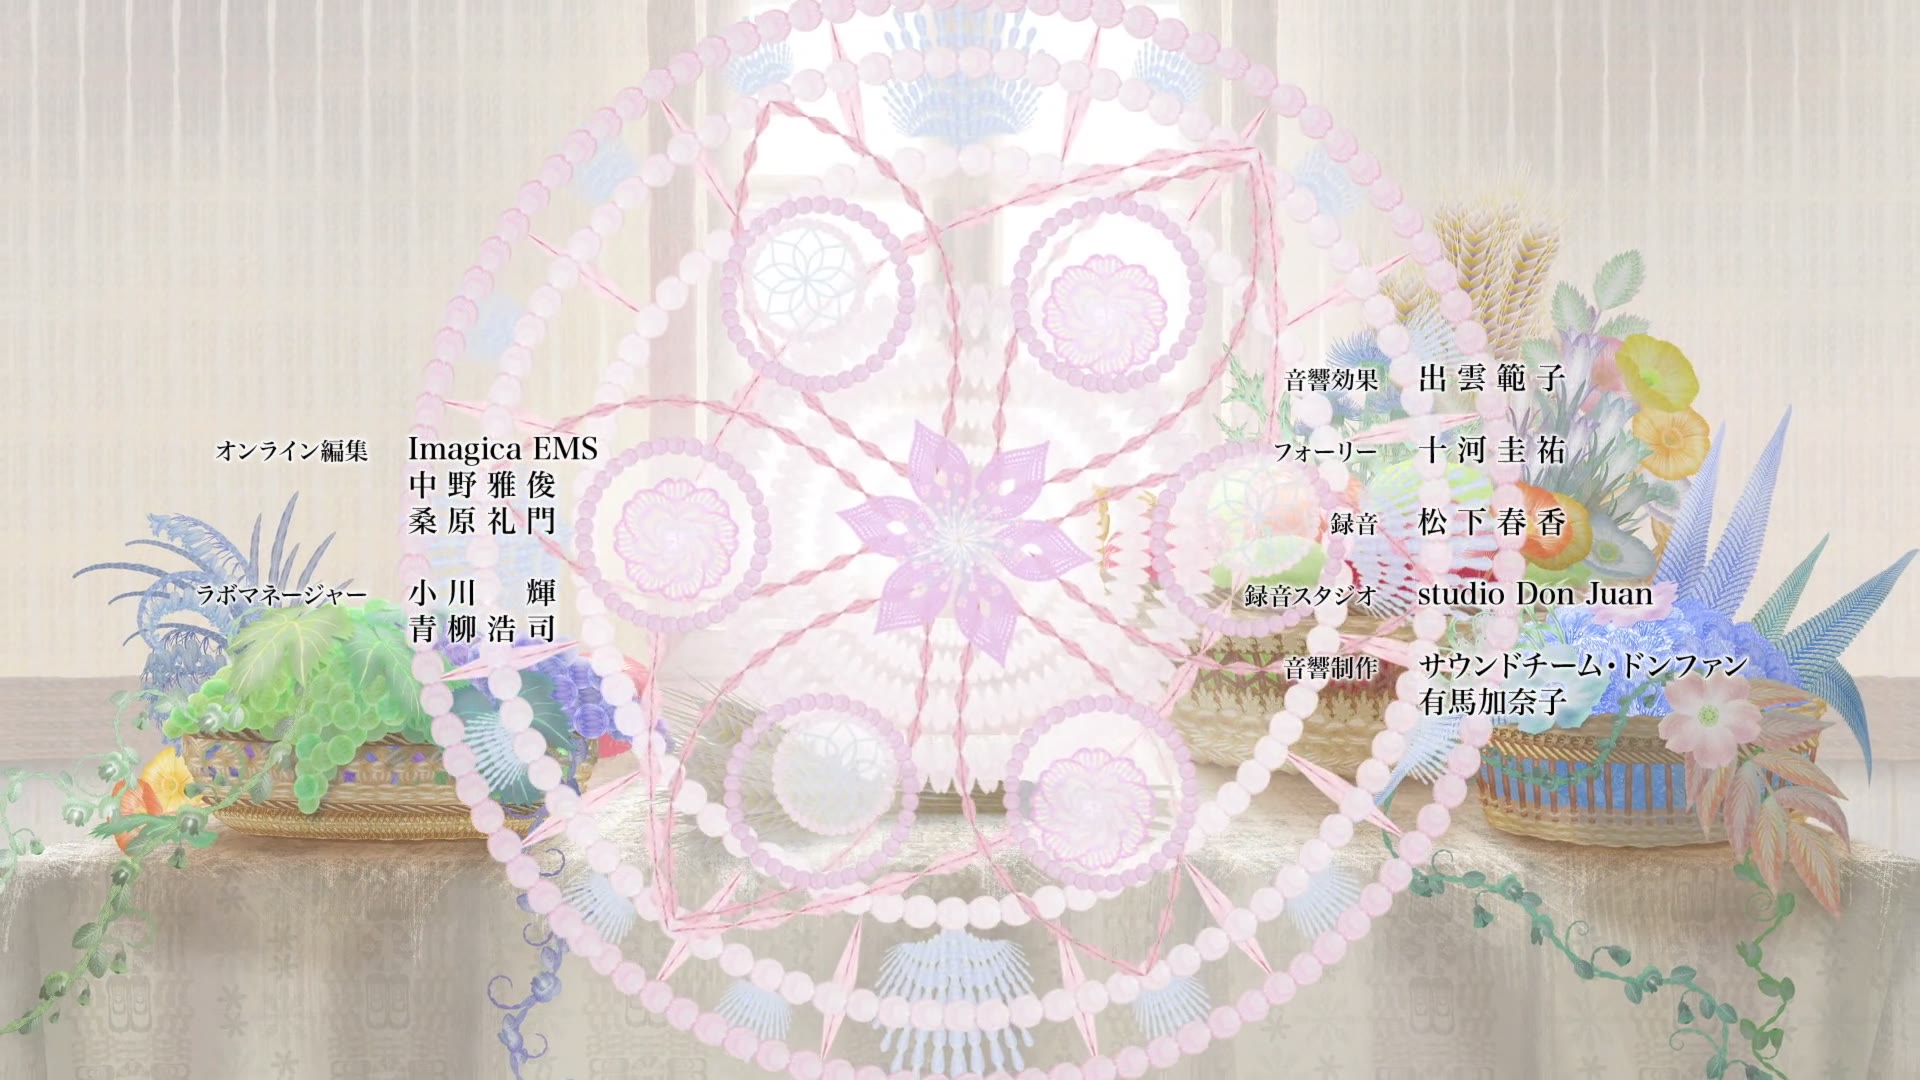 オンライン編集 Imagica EMS
中野雅俊
桑原礼門
ラボマネージャー 小川 輝
青柳浩司
音響効果 出雲範子
フォーリー 十河圭祐
録音 松下春香
録音スタジオ studio Don Juan
音響制作 サウンドチーム・ドンファン
有馬加奈子